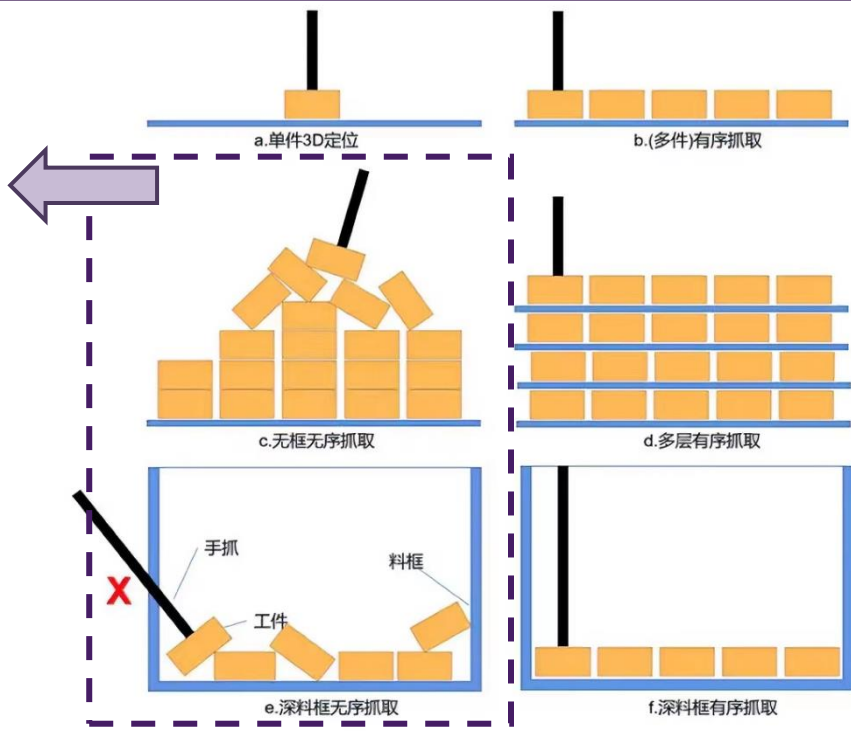 a.单件3D定位
b.(多件)有序抓取
c.无框无序抓取
d.多层有序抓取
手抓
料框
X
工件
e.深料框无序抓取
f.深料框有序抓取